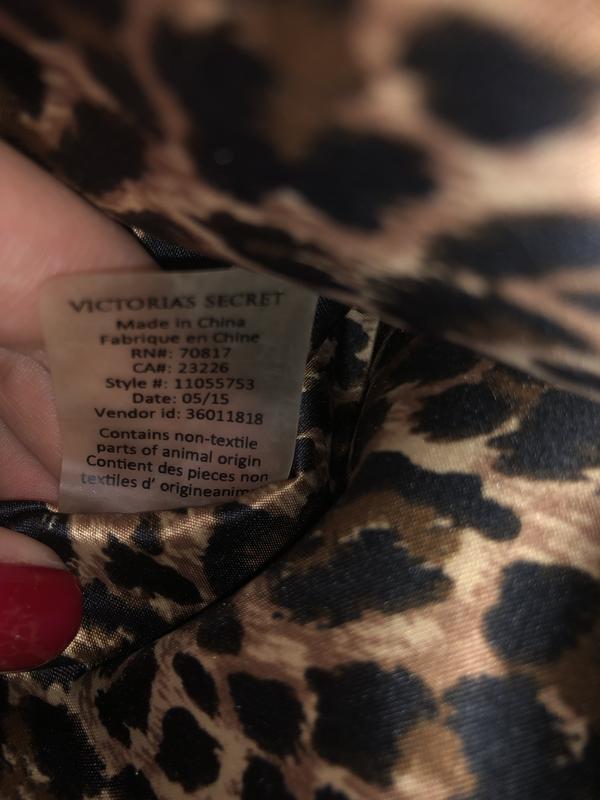 VICTORIA'S SECRET
Made in China
Fabrique en Chine
RN#: 70817
CA#: 23226
Style #: 11055753
Date: 05/15
Vendor id: 36011818
Contains non-textile
parts of animal origin
Contient des pieces non
textiles d' origineanim